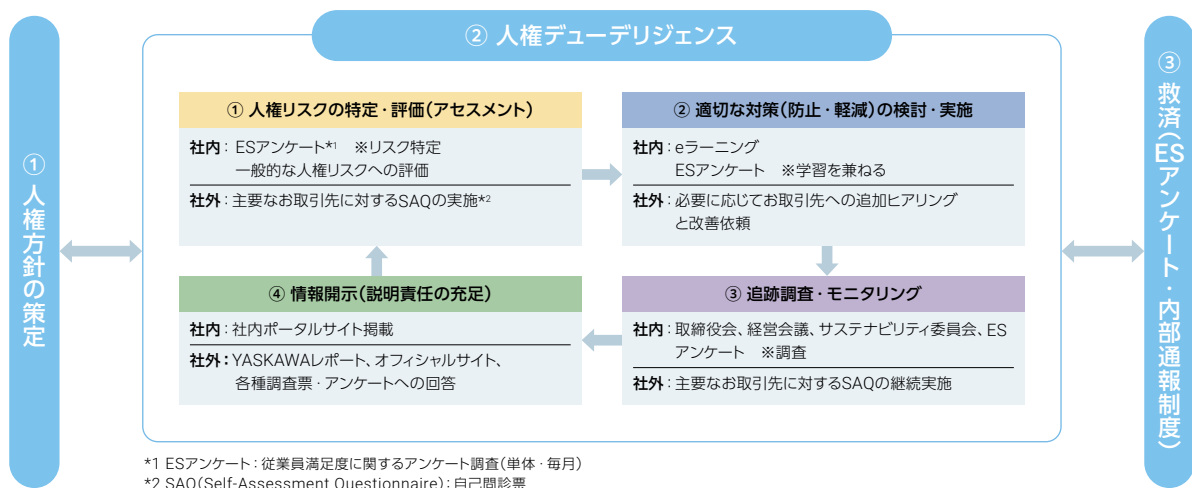 ① 人権方針の策定
② 人権デューデリジェンス
① 人権リスクの特定・評価(アセスメント)
社内：ESアンケート*1　※リスク特定
一般的な人権リスクへの評価
社外：主要なお取引先に対するSAQの実施*2
② 適切な対策(防止・軽減)の検討・実施
社内：eラーニング
ESアンケート　※学習を兼ねる
社外：必要に応じてお取引先への追加ヒアリング
と改善依頼
③ 追跡調査・モニタリング
社内：取締役会、経営会議、サステナビリティ委員会、ES
アンケート　※調査
社外：主要なお取引先に対するSAQの継続実施
④ 情報開示(説明責任の充足)
社内：社内ポータルサイト掲載
社外：YASKAWAレポート、オフィシャルサイト、
各種調査票・アンケートへの回答
③ 救済(ESアンケート・内部通報制度)
*1 ESアンケート：従業員満足度に関するアンケート調査(単体・毎月)
*2 SAQ(Self-Assessment Questionnaire)：自己問診票